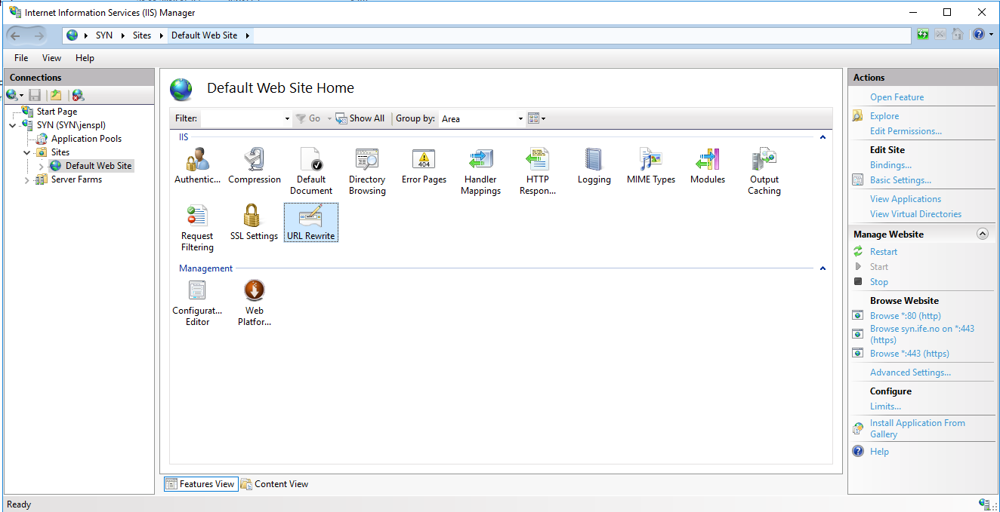 Internet Information Services (IIS) Manager
SYN
Sites
Default Web Site
File
View
Help
Connections
Start Page
SYN (SYN\jenspl)
Application Pools
Sites
Default Web Site
Server Farms
Default Web Site Home
Filter:
Go
Show All
Group by:
Area
IIS
Authentic...
Compression
Default
Document
Directory
Browsing
Error Pages
404
Handler
Mappings
HTTP
Respon...
Logging
MIME Types
Modules
Output
Caching
Request
Filtering
SSL Settings
URL Rewrite
Management
Configurat...
Editor
Web
Platfor...
Features View
Content View
Actions
Open Feature
Explore
Edit Permissions...
Edit Site
Bindings...
Basic Settings...
View Applications
View Virtual Directories
Manage Website
Restart
Start
Stop
Browse Website
Browse *:80 (http)
Browse syn.ife.no on *:443
(https)
Browse *:443 (https)
Advanced Settings...
Configure
Limits...
Install Application From
Gallery
Help
Ready